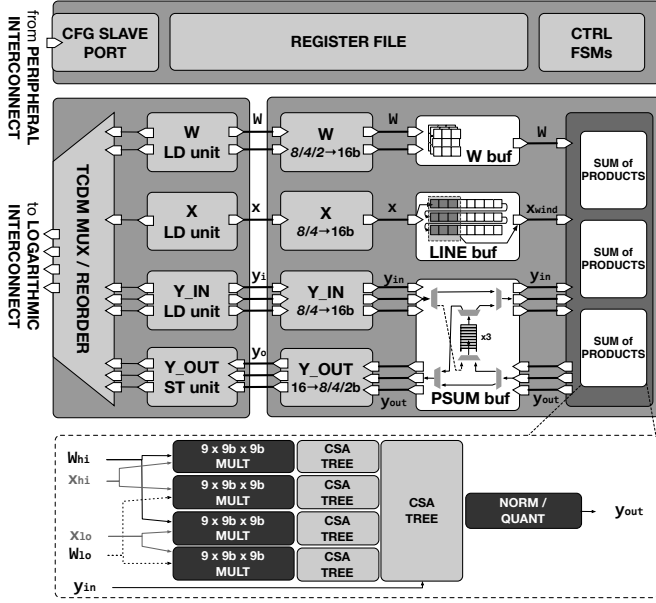 from PERIPHERAL
INTERCONNECT
to LOGARITHMIC
INTERCONNECT
CFG SLAVE
PORT
REGISTER FILE
CTRL
FSMs
TCDM MUX / REORDER
W
LD unit
W
W
8/4/2→16b
W
W buf
W
X
LD unit
x
X
8/4→16b
x
LINE buf
xwind
Y_IN
LD unit
yi
Y_IN
8/4→16b
yin
x3
yin
Y_OUT
ST unit
yo
Y_OUT
16→8/4/2b
yout
PSUM buf
yout
SUM of
PRODUCTS
SUM of
PRODUCTS
SUM of
PRODUCTS
Whi
xhi
xlo
Wlo
yin
9 x 9b x 9b
MULT
CSA
TREE
9 x 9b x 9b
MULT
CSA
TREE
9 x 9b x 9b
MULT
CSA
TREE
9 x 9b x 9b
MULT
CSA
TREE
CSA
TREE
NORM /
QUANT
yout